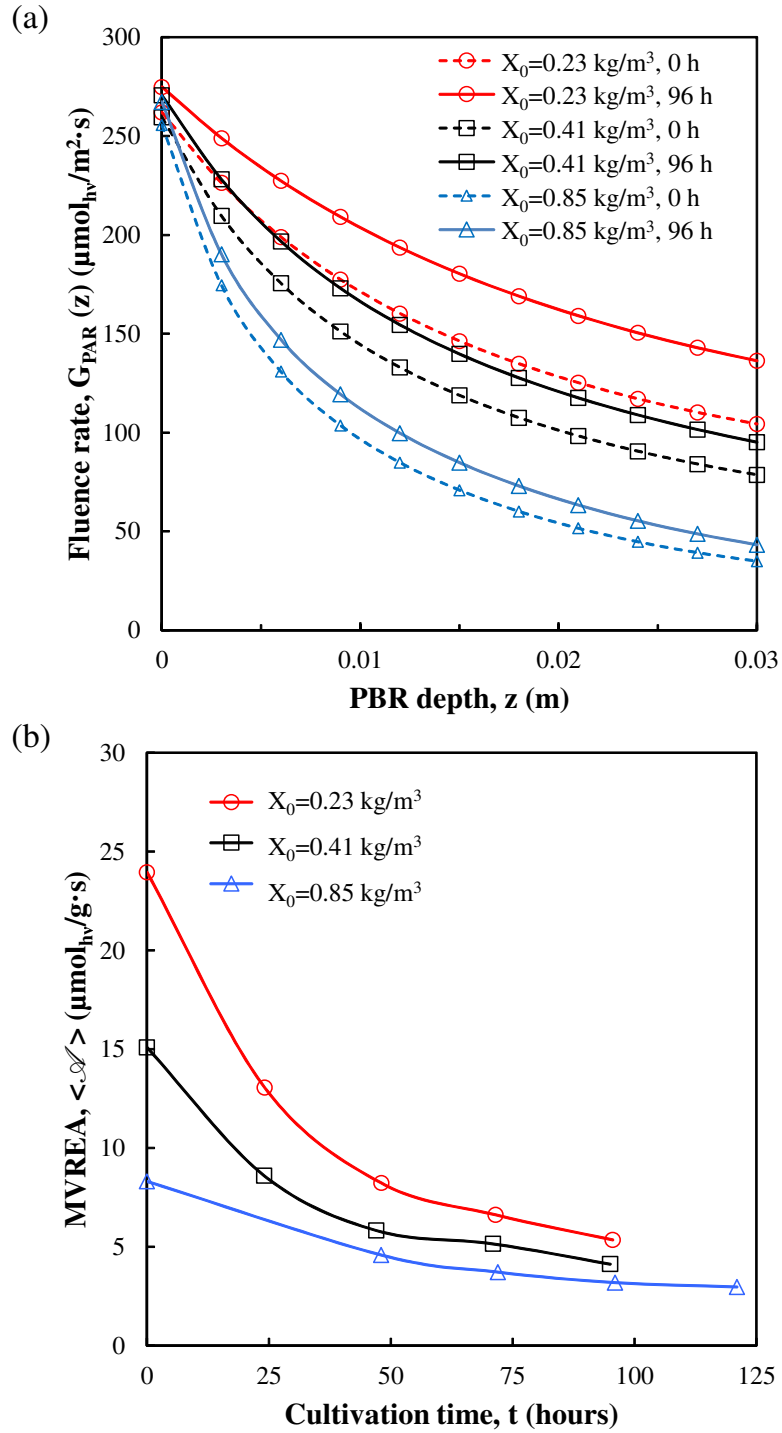 (a)
300
250
200
150
100
50
0
Fluence rate, G_PAR (z) (µmol_hν/m²·s)
X₀=0.23 kg/m³, 0 h
X₀=0.23 kg/m³, 96 h
X₀=0.41 kg/m³, 0 h
X₀=0.41 kg/m³, 96 h
X₀=0.85 kg/m³, 0 h
X₀=0.85 kg/m³, 96 h
0 0.01 0.02 0.03
PBR depth, z (m)
(b)
30
25
20
15
10
5
0
MVREA, <𝒜> (µmol_hν/g·s)
X₀=0.23 kg/m³
X₀=0.41 kg/m³
X₀=0.85 kg/m³
0 25 50 75 100 125
Cultivation time, t (hours)